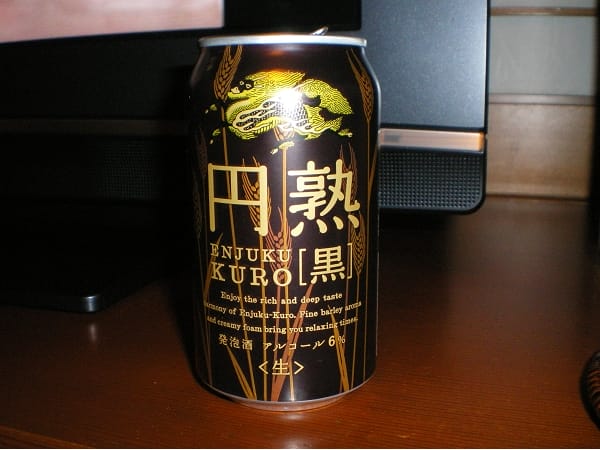 円熟
ENJUKU
KURO [黒]
Enjoy the rich and deep taste
harmony of Enjuku-Kuro. Fine barley aroma
and creamy foam bring you relaxing times.
発泡酒 アルコール6%
<生>